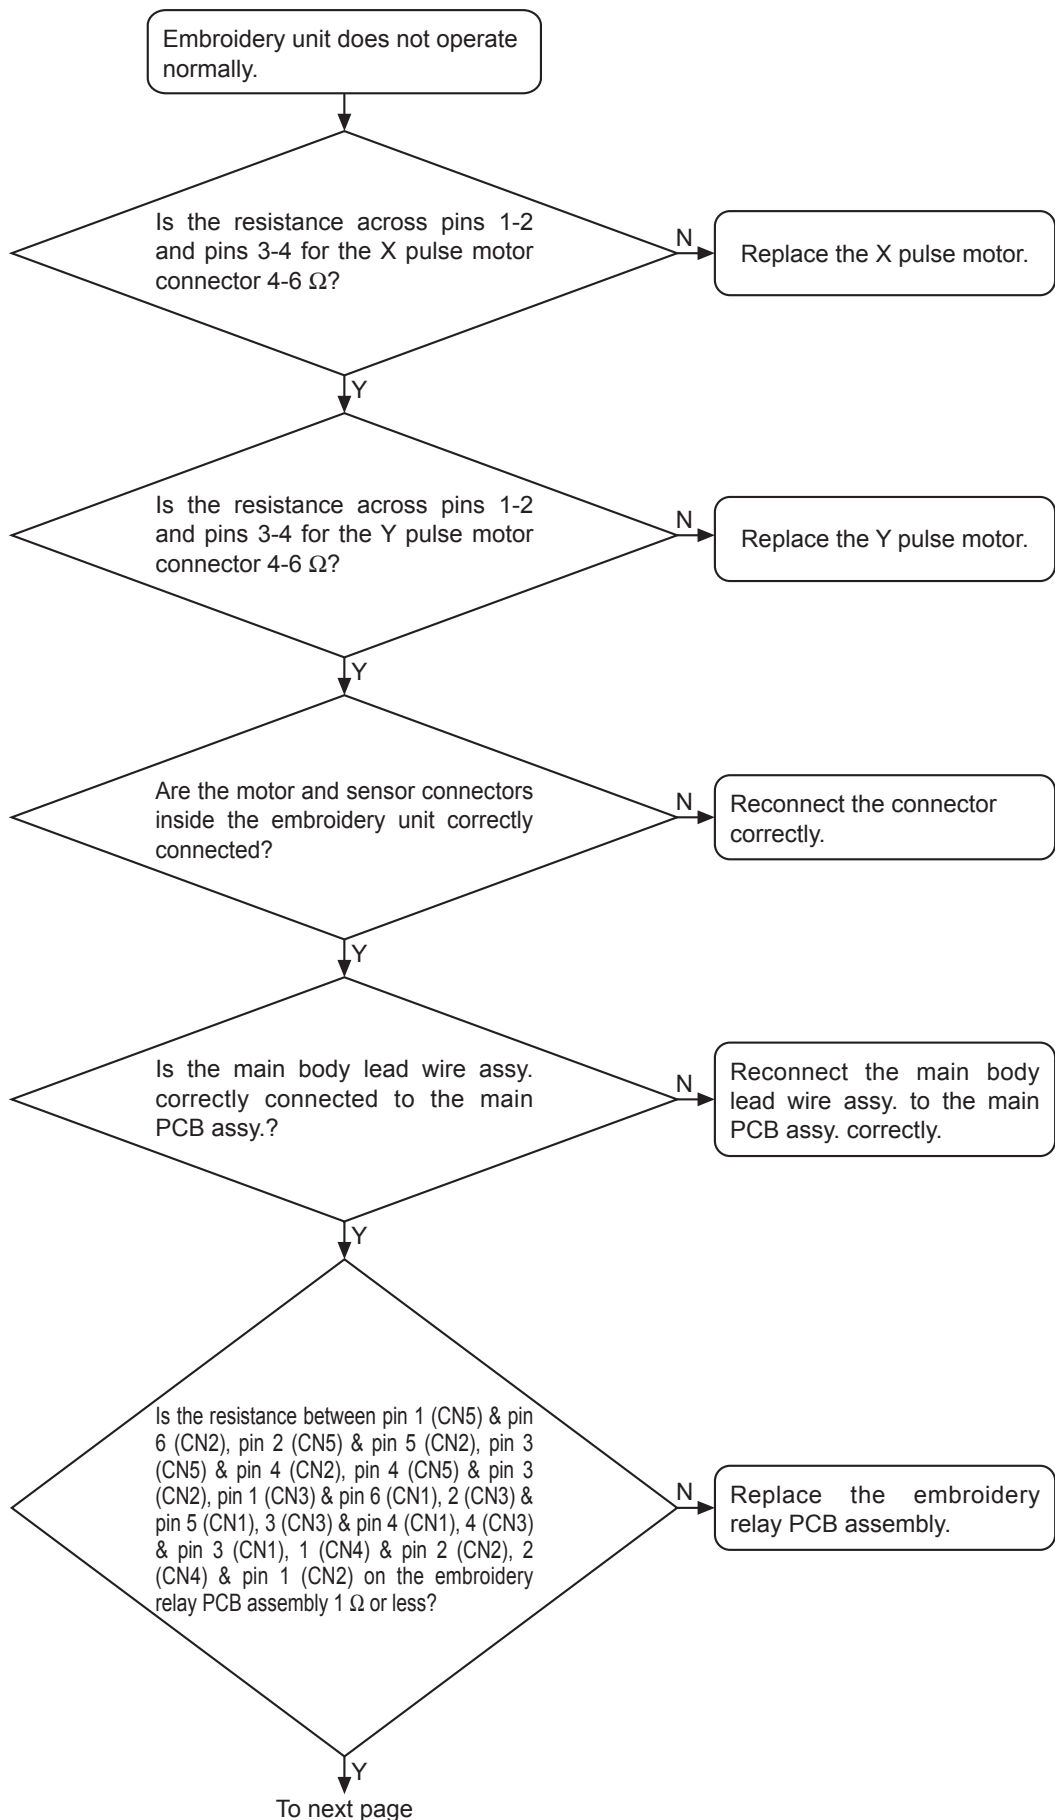 Embroidery unit does not operate
normally.
Is the resistance across pins 1-2
and pins 3-4 for the X pulse motor
connector 4-6 Ω?
N
Replace the X pulse motor.
Y
Is the resistance across pins 1-2
and pins 3-4 for the Y pulse motor
connector 4-6 Ω?
N
Replace the Y pulse motor.
Y
Are the motor and sensor connectors
inside the embroidery unit correctly
connected?
N
Reconnect the connector
correctly.
Y
Is the main body lead wire assy.
correctly connected to the main
PCB assy.?
N
Reconnect the main body
lead wire assy. to the main
PCB assy. correctly.
Y
Is the resistance between pin 1 (CN5) & pin
6 (CN2), pin 2 (CN5) & pin 5 (CN2), pin 3
(CN5) & pin 4 (CN2), pin 4 (CN5) & pin 3
(CN2), pin 1 (CN3) & pin 6 (CN1), 2 (CN3) &
pin 5 (CN1), 3 (CN3) & pin 4 (CN1), 4 (CN3)
& pin 3 (CN1), 1 (CN4) & pin 2 (CN2), 2
(CN4) & pin 1 (CN2) on the embroidery
relay PCB assembly 1 Ω or less?
N
Replace the embroidery
relay PCB assembly.
Y
To next page